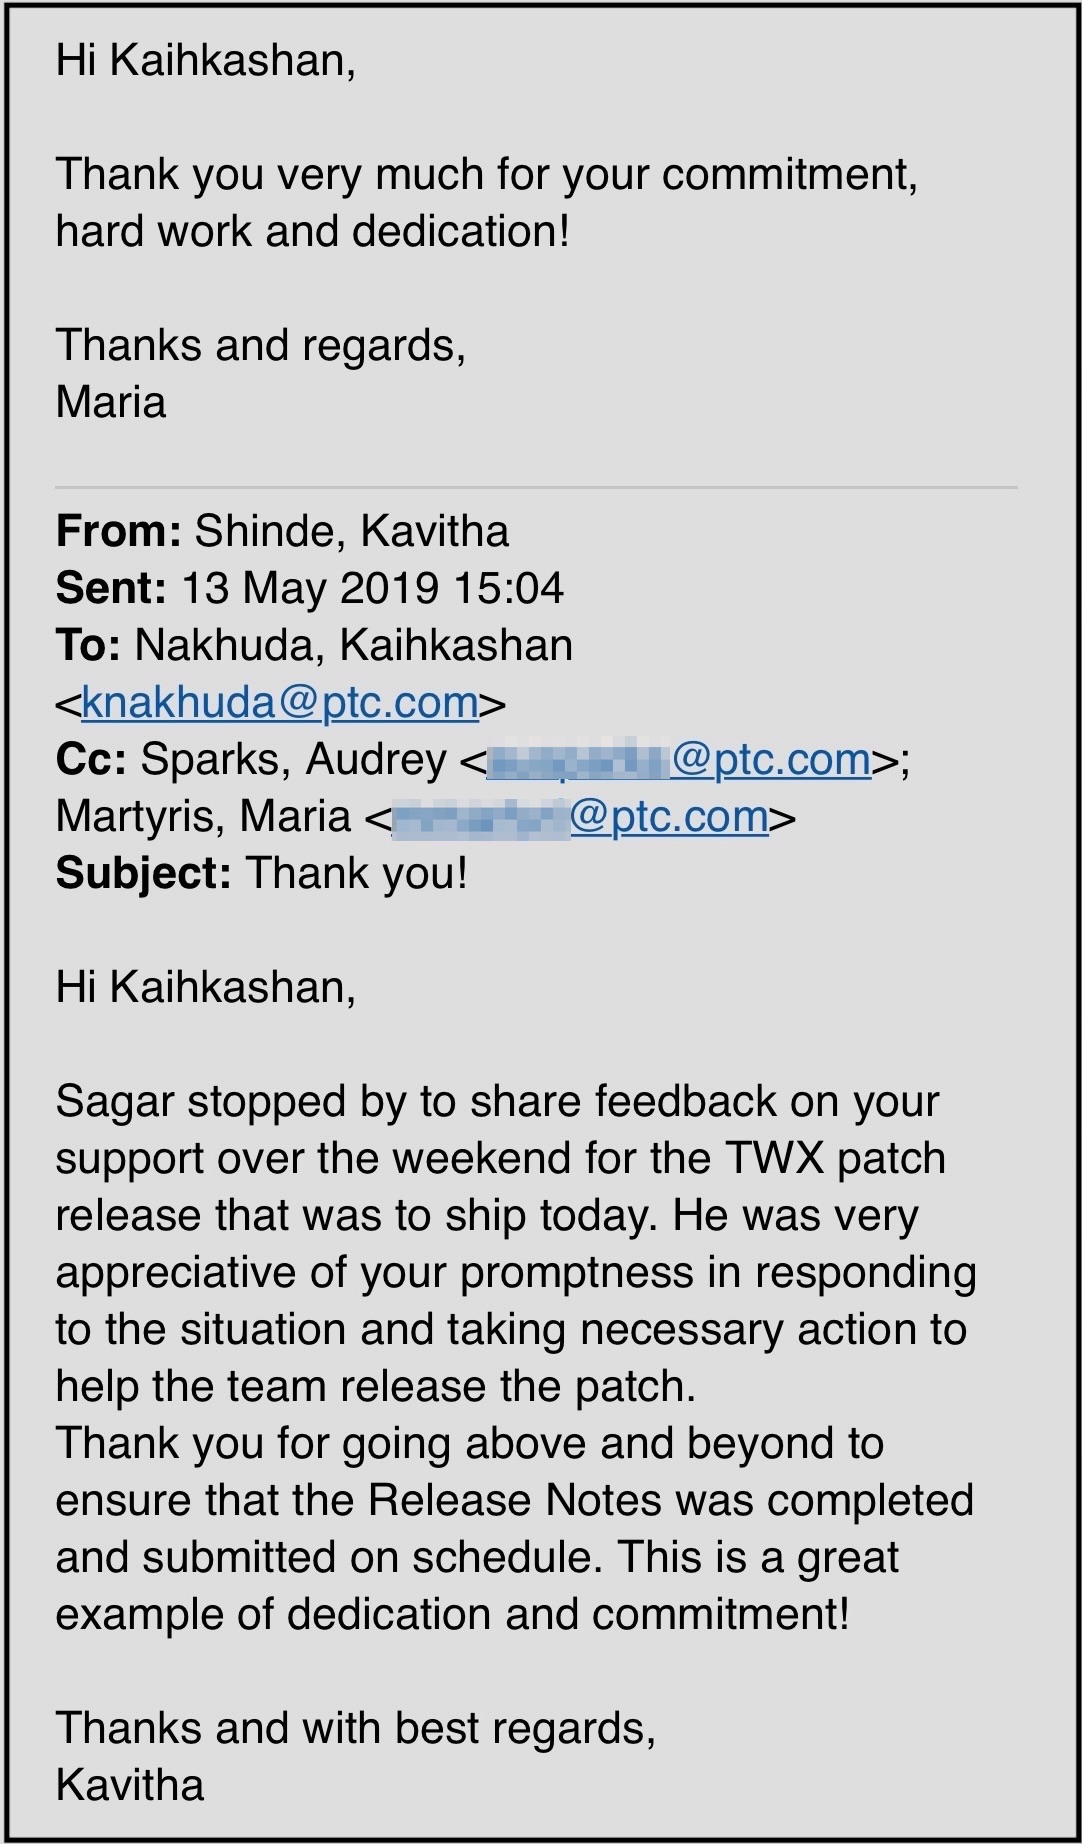 Hi Kaihkashan,
Thank you very much for your commitment,
hard work and dedication!
Thanks and regards,
Maria
From: Shinde, Kavitha
Sent: 13 May 2019 15:04
To: Nakhuda, Kaihkashan
<knakhuda@ptc.com>
Cc: Sparks, Audrey <@ptc.com>;
Martyris, Maria <@ptc.com>
Subject: Thank you!
Hi Kaihkashan,
Sagar stopped by to share feedback on your
support over the weekend for the TWX patch
release that was to ship today. He was very
appreciative of your promptness in responding
to the situation and taking necessary action to
help the team release the patch.
Thank you for going above and beyond to
ensure that the Release Notes was completed
and submitted on schedule. This is a great
example of dedication and commitment!
Thanks and with best regards,
Kavitha